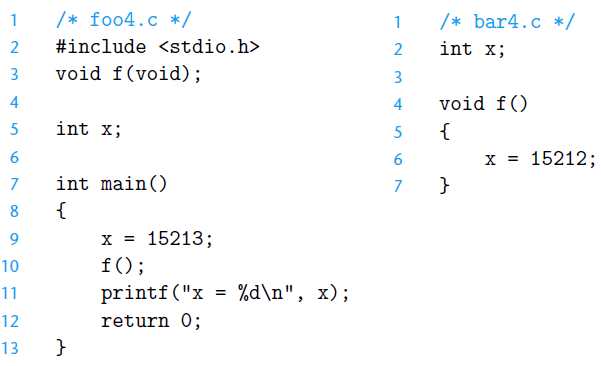 1 /* foo4.c */
2 #include <stdio.h>
3 void f(void);
4
5 int x;
6
7 int main()
8 {
9 x = 15213;
10 f();
11 printf("x = %d\n", x);
12 return 0;
13 }
1 /* bar4.c */
2 int x;
3
4 void f()
5 {
6 x = 15212;
7 }